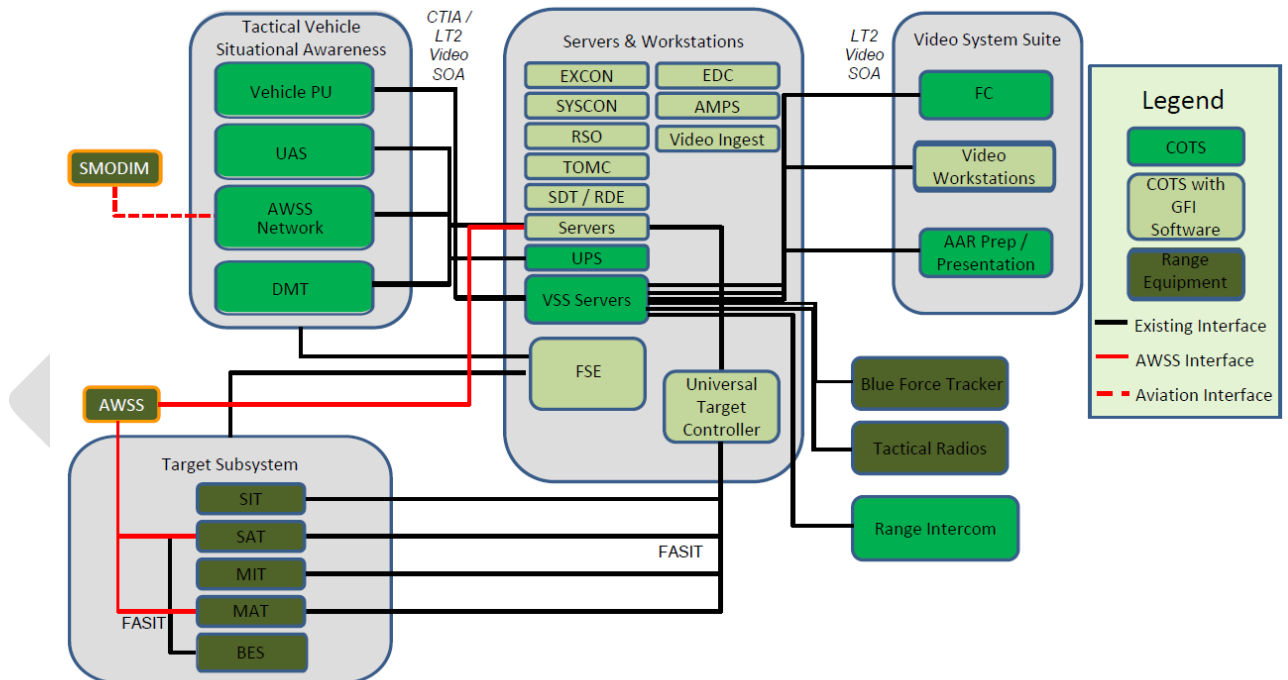 Tactical Vehicle
Situational Awareness
Vehicle PU
UAS
AWSS
Network
DMT
SMODIM
CTIA /
LT2
Video
SOA
Servers & Workstations
EXCON
EDC
SYSCON
AMPS
RSO
Video Ingest
TOMC
SDT / RDE
Servers
UPS
VSS Servers
FSE
Universal
Target
Controller
LT2
Video
SOA
Video System Suite
FC
Video
Workstations
AAR Prep /
Presentation
Blue Force Tracker
Tactical Radios
Range Intercom
Legend
COTS
COTS with
GFI
Software
Range
Equipment
Existing Interface
AWSS Interface
Aviation Interface
AWSS
Target Subsystem
SIT
SAT
MIT
MAT
BES
FASIT
FASIT